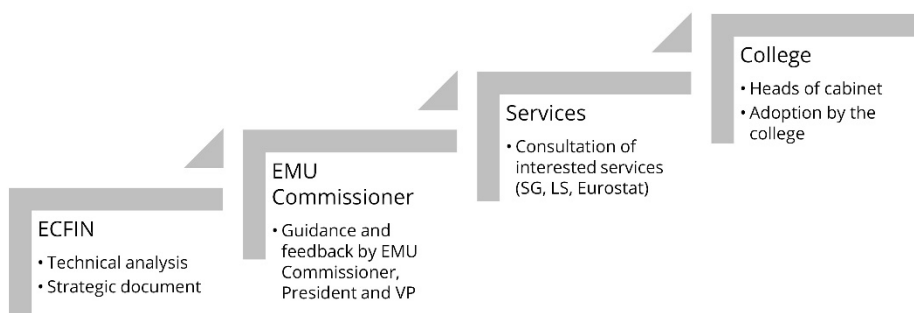 ECFIN
• Technical analysis
• Strategic document
EMU
Commissioner
• Guidance and
feedback by EMU
Commissioner,
President and VP
Services
• Consultation of
interested services
(SG, LS, Eurostat)
College
• Heads of cabinet
• Adoption by the
college